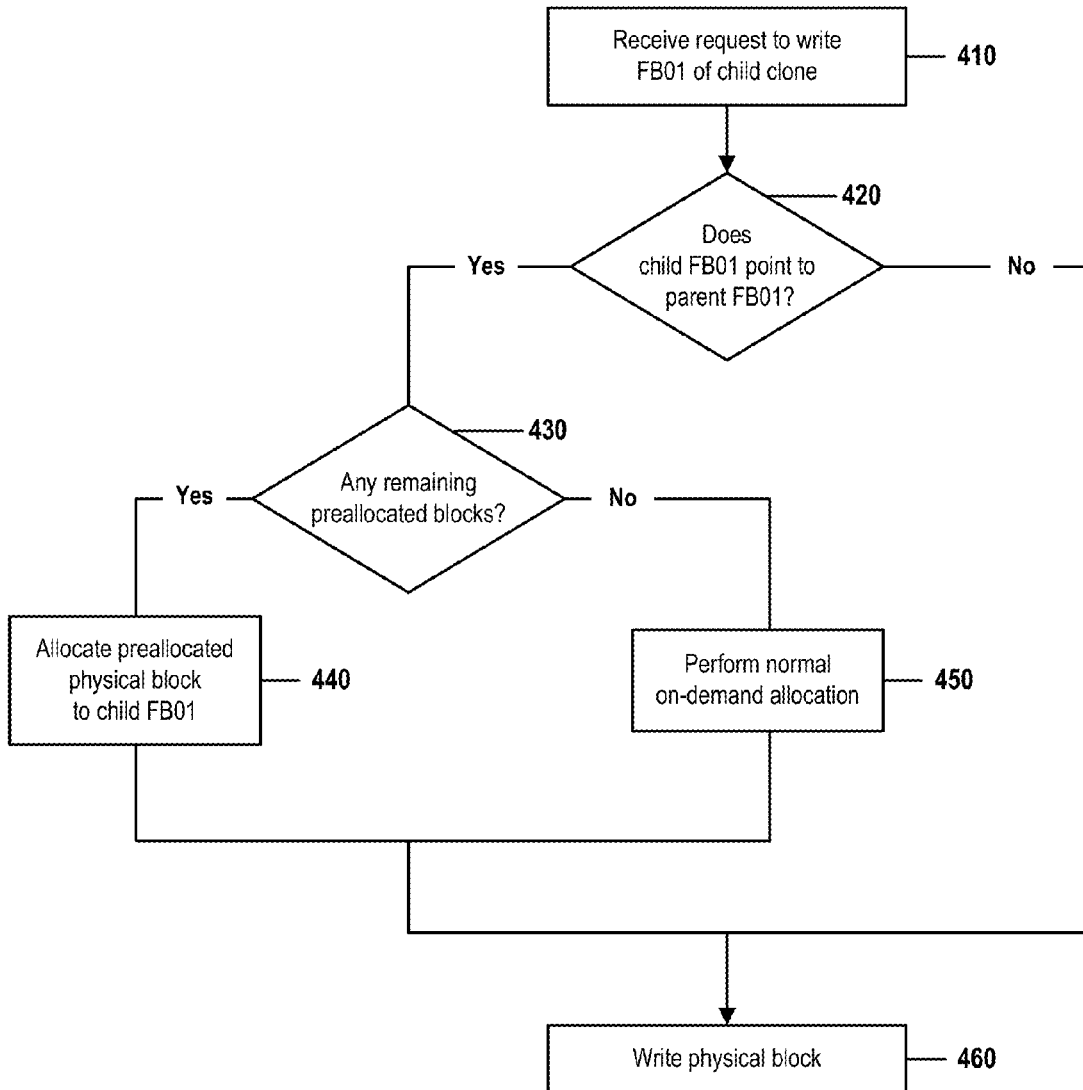 Receive request to write
FB01 of child clone
410
420
Does
child FB01 point to
parent FB01?
Yes
No
430
Any remaining
preallocated blocks?
Yes
No
Allocate preallocated
physical block
to child FB01
440
Perform normal
on-demand allocation
450
Write physical block
460